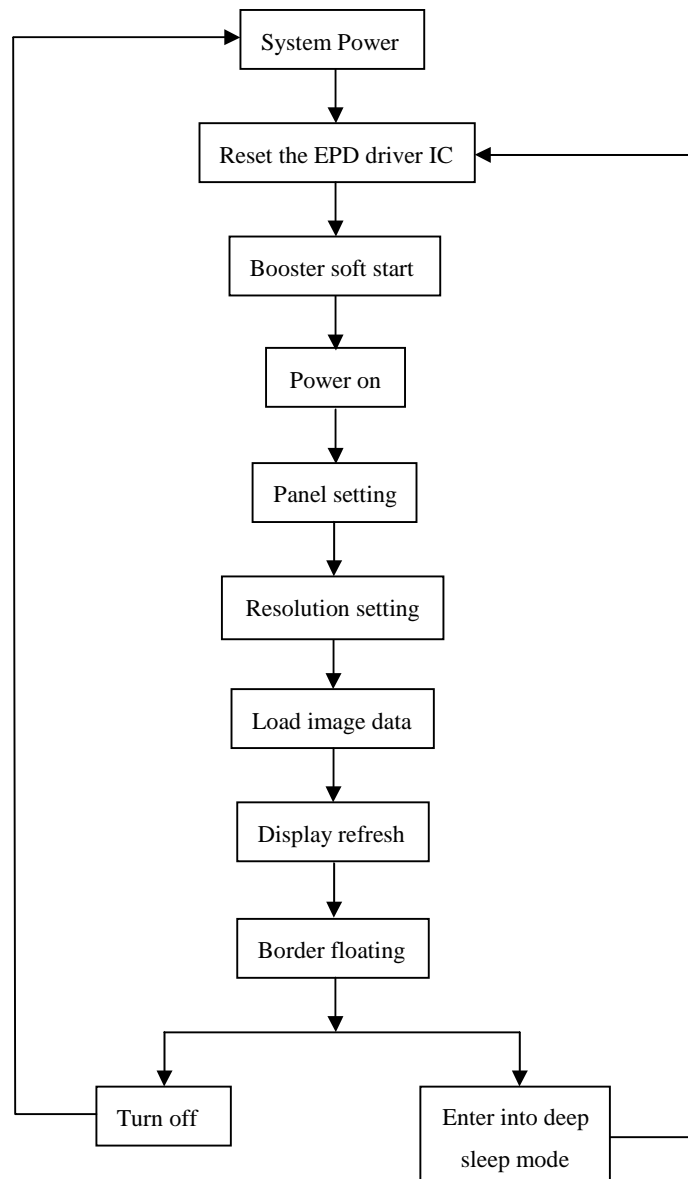 System Power
Reset the EPD driver IC
Booster soft start
Power on
Panel setting
Resolution setting
Load image data
Display refresh
Border floating
Turn off
Enter into deep
sleep mode